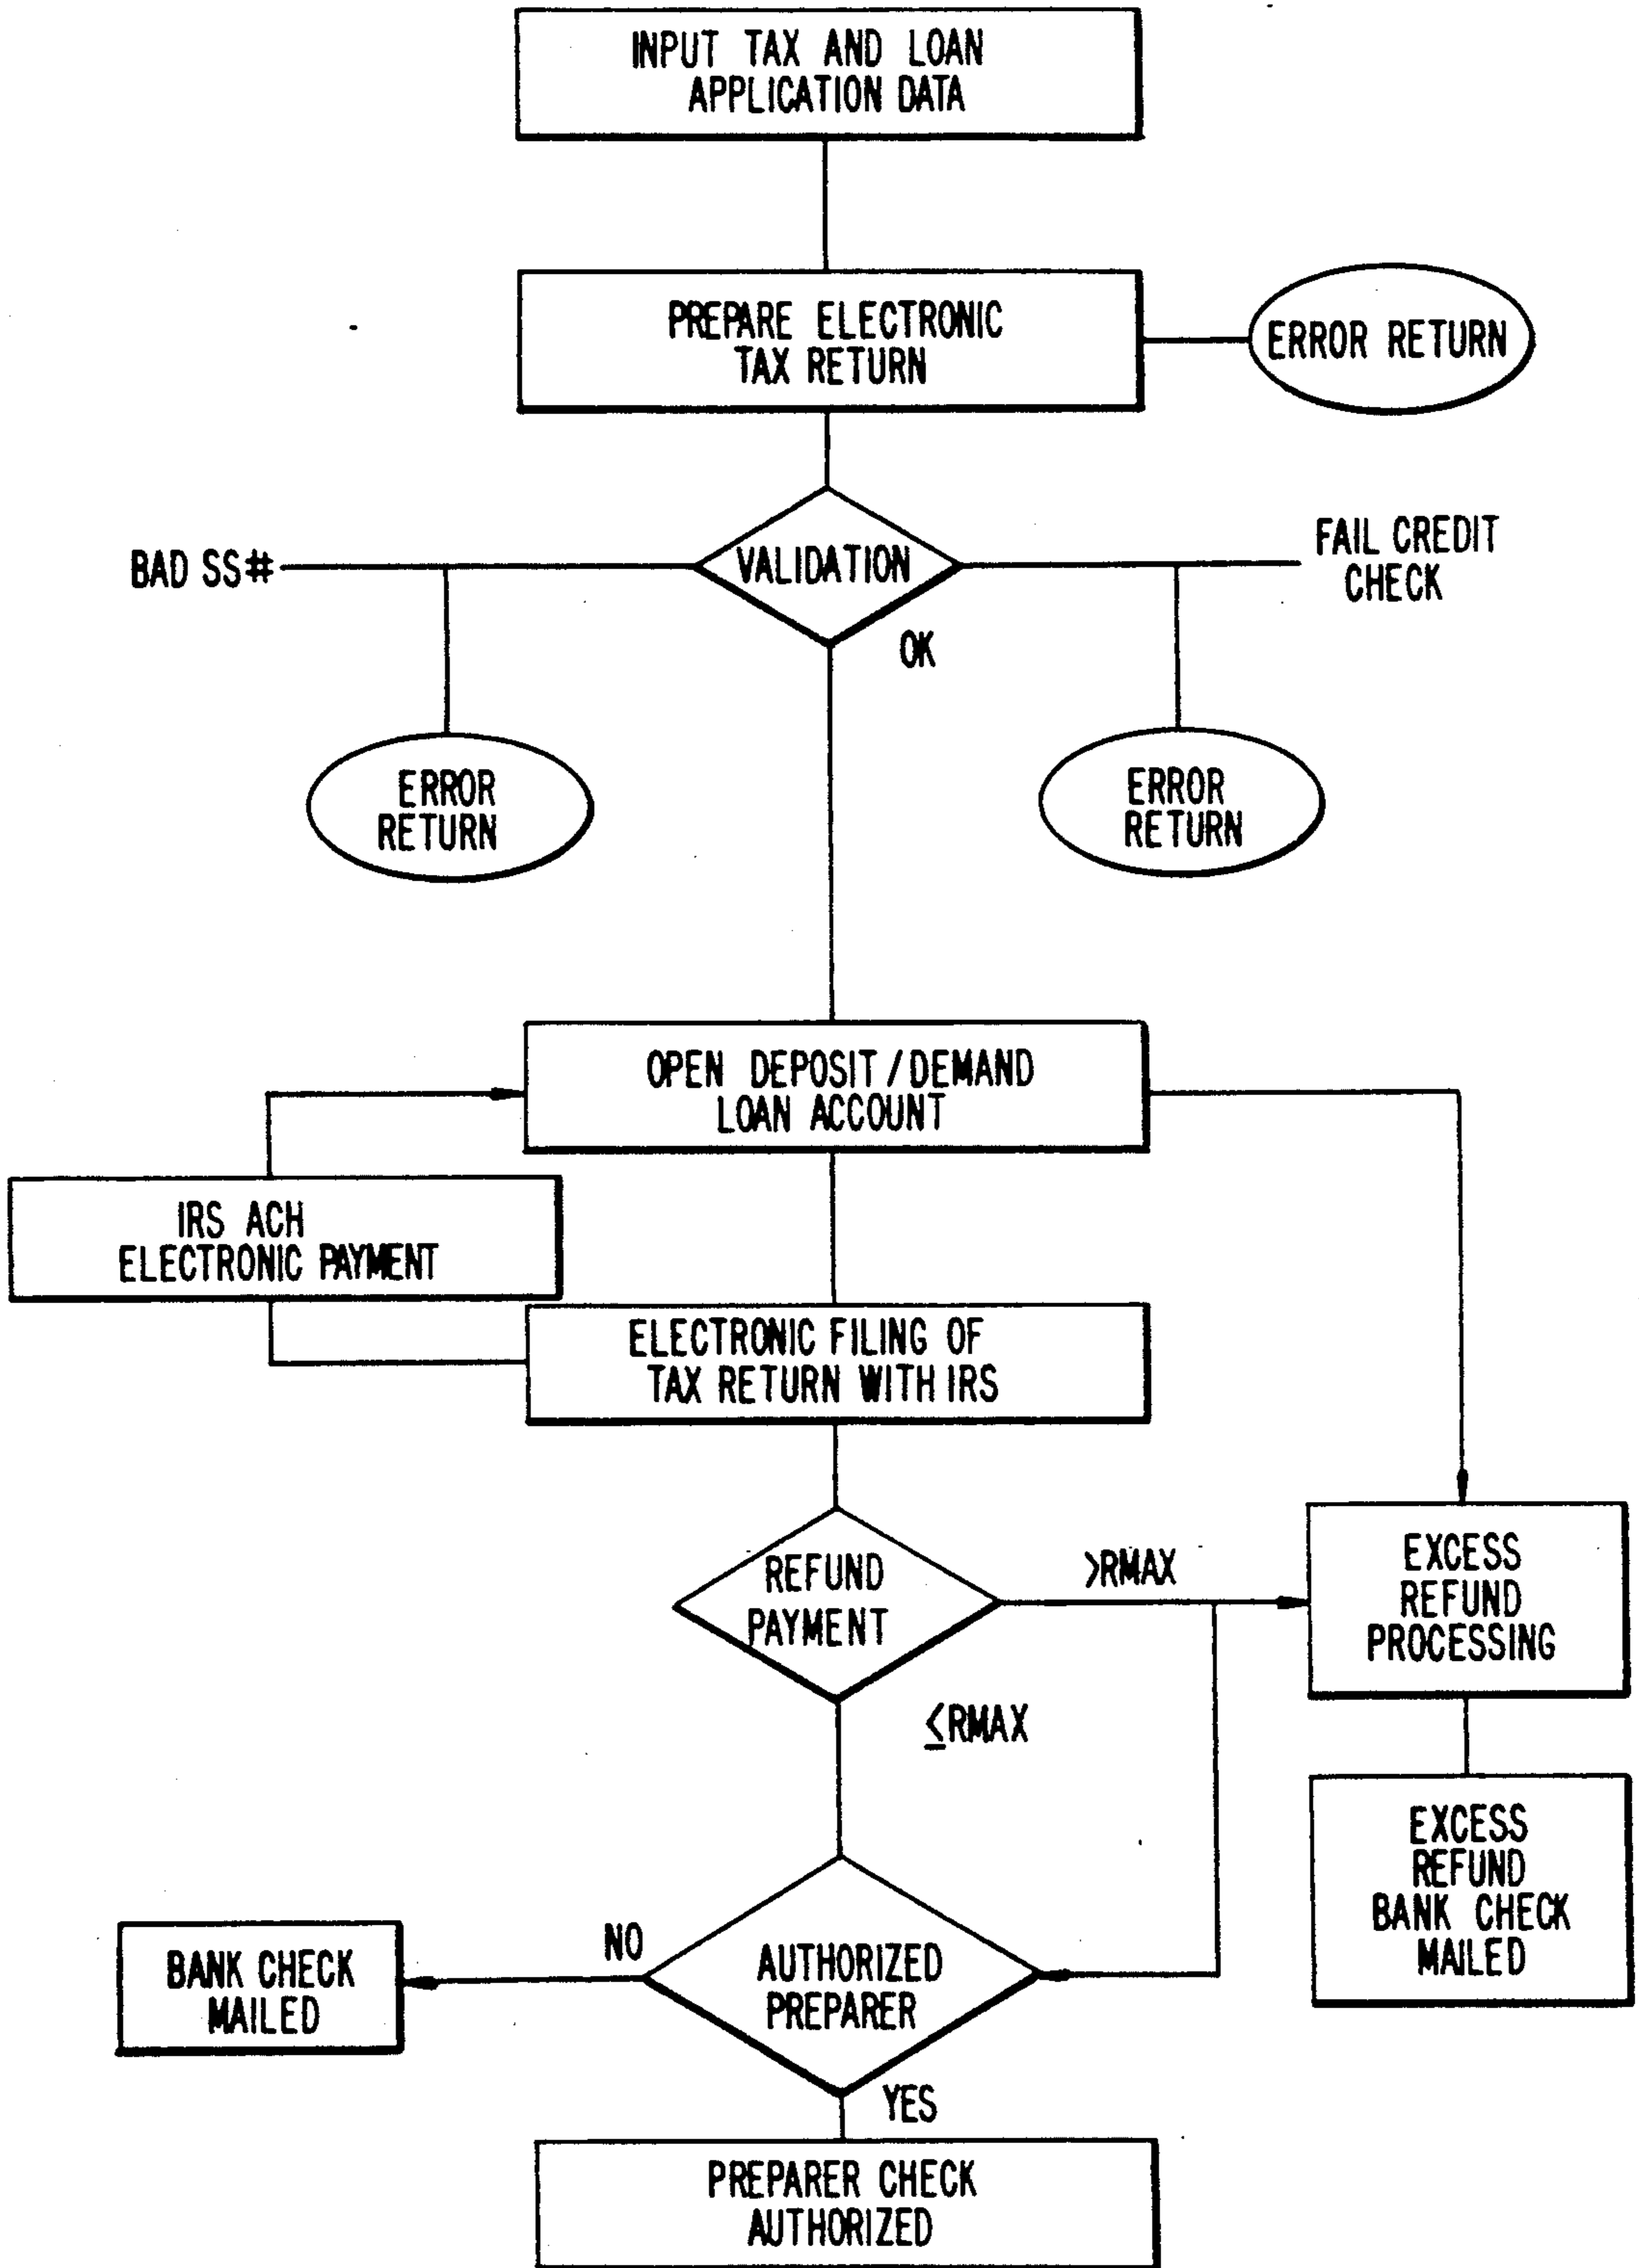 INPUT TAX AND LOAN
APPLICATION DATA
PREPARE ELECTRONIC
TAX RETURN
ERROR RETURN
BAD SS#
VALIDATION
FAIL CREDIT
CHECK
OK
ERROR
RETURN
ERROR
RETURN
OPEN DEPOSIT / DEMAND
LOAN ACCOUNT
IRS ACH
ELECTRONIC PAYMENT
ELECTRONIC FILING OF
TAX RETURN WITH IRS
REFUND
PAYMENT
>RMAX
EXCESS
REFUND
PROCESSING
≤RMAX
EXCESS
REFUND
BANK CHECK
MAILED
NO
BANK CHECK
MAILED
AUTHORIZED
PREPARER
YES
PREPARER CHECK
AUTHORIZED